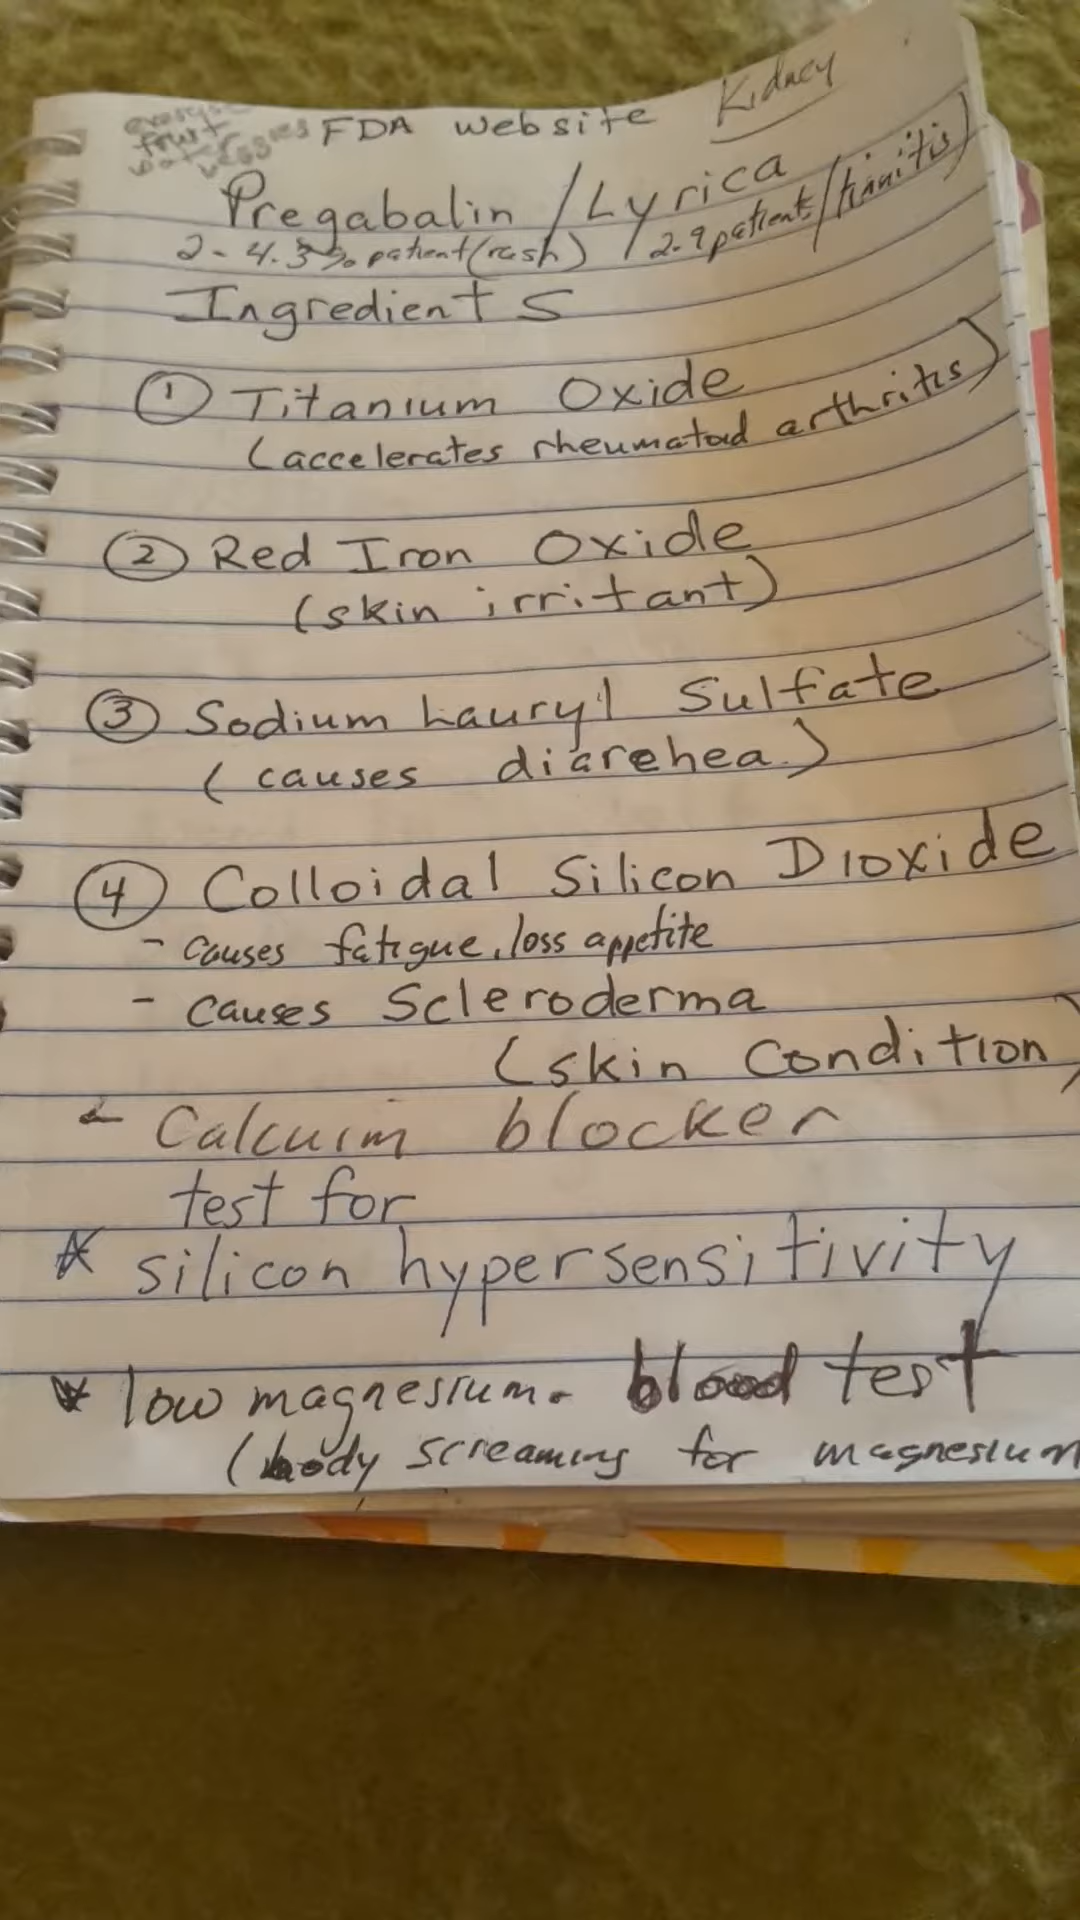 FDA website Kidney
exercise
fruit
Pregabalin / Lyrica
2-4.3% patient (rash) / 2.9 patient / tinnitis)
Ingredients
① Titanium Oxide
(accelerates rheumatoid arthritis)
② Red Iron Oxide
(skin irritant)
③ Sodium Lauryl Sulfate
(causes diarehea.)
④ Colloidal Silicon Dioxide
- causes fatigue, loss appetite
- causes Scleroderma
(skin condition)
- Calcuim blocker
test for
* silicon hypersensitivity
* low magnesium - blood test
(body screaming for magnesium